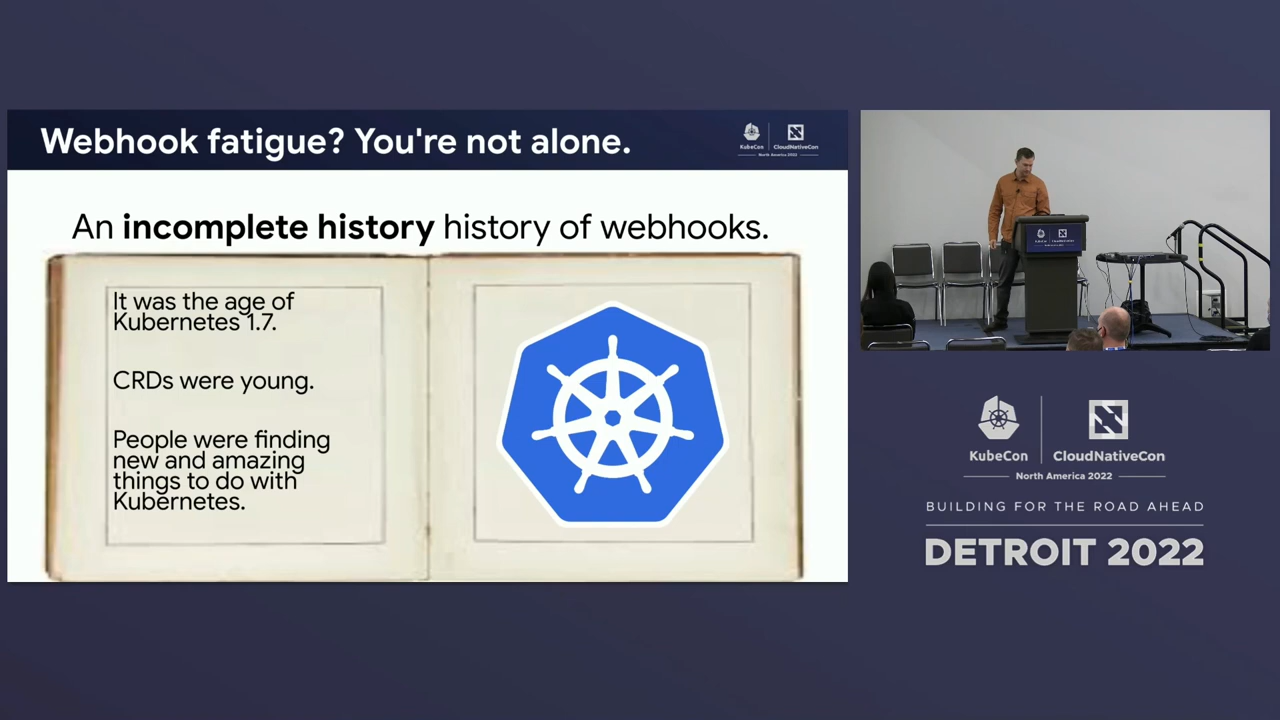 Webhook fatigue? You're not alone.
KubeCon
CloudNativeCon
North America 2022
An incomplete history history of webhooks.
It was the age of
Kubernetes 1.7.
CRDs were young.
People were finding
new and amazing
things to do with
Kubernetes.
KubeCon
CloudNativeCon
North America 2022
BUILDING FOR THE ROAD AHEAD
DETROIT 2022